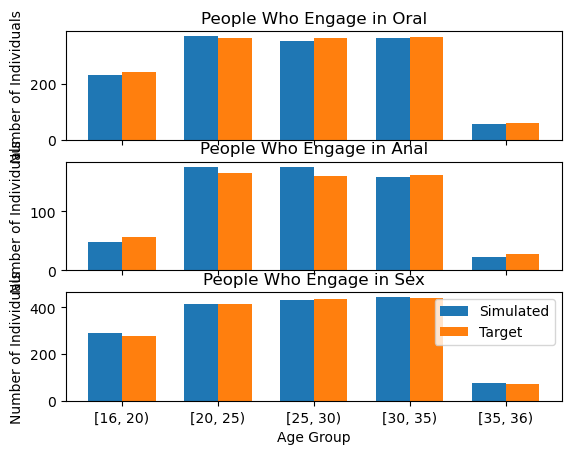 People Who Engage in Oral
Number of Individuals
200
0
People Who Engage in Anal
Number of Individuals
100
0
People Who Engage in Sex
Number of Individuals
400
200
0
Simulated
Target
[16, 20)
[20, 25)
[25, 30)
[30, 35)
[35, 36)
Age Group